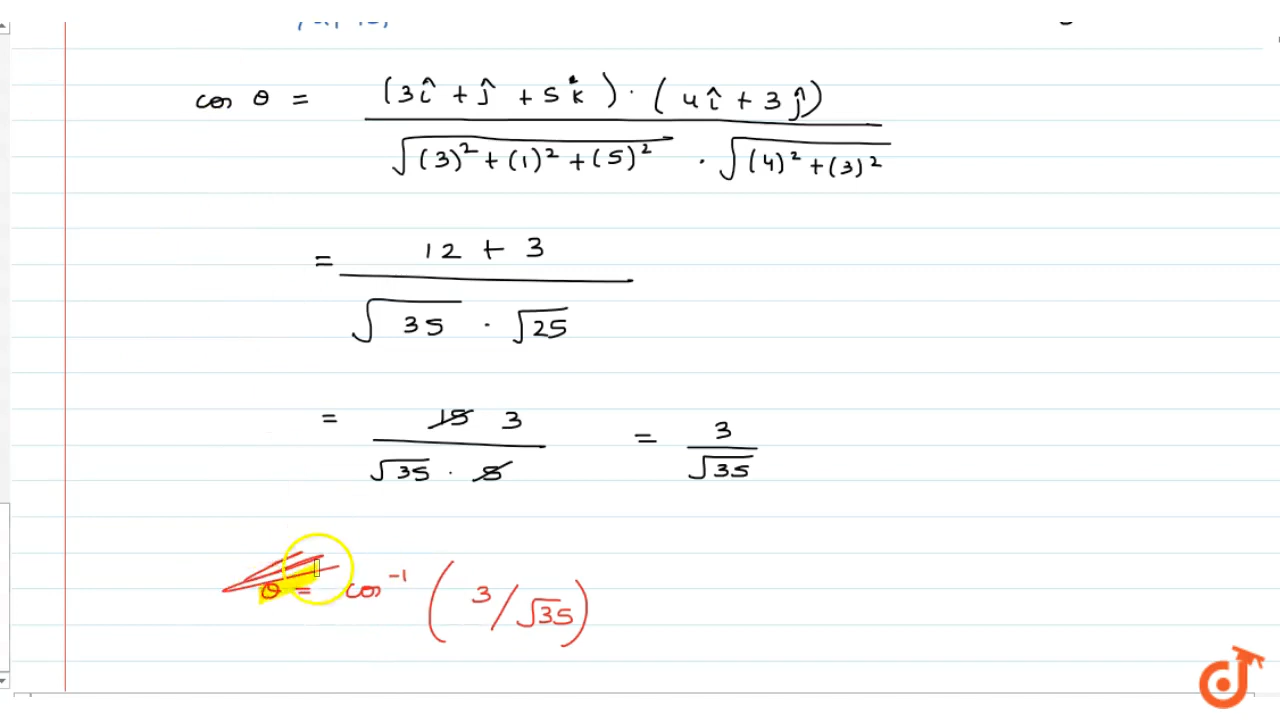 cos θ = (3î + ĵ + 5k̂) · (4î + 3ĵ) / √(3)² + (1)² + (5)² · √(4)² + (3)²
= 12 + 3 / √35 · √25
= 15 3 / √35 · 5 = 3 / √35
θ = cos⁻¹ (3/√35)